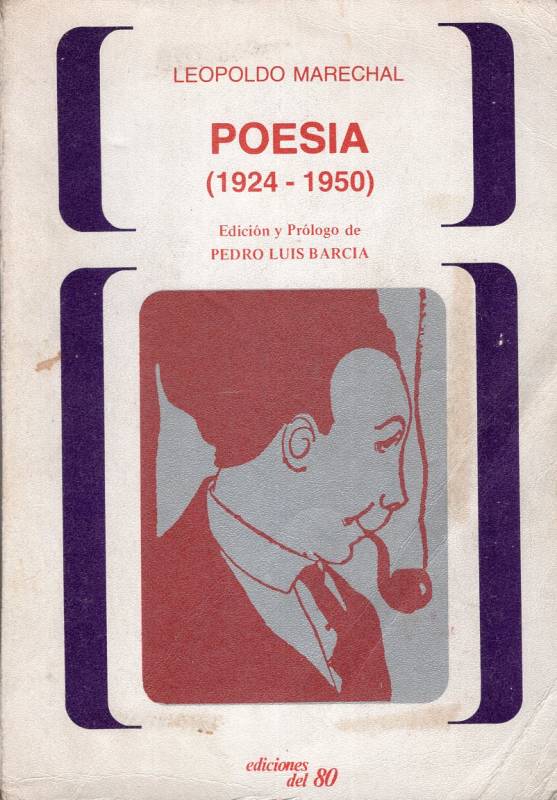 LEOPOLDO MARECHAL
POESIA
(1924 - 1950)
Edición y Prólogo de
PEDRO LUIS BARCIA
ediciones
del 80